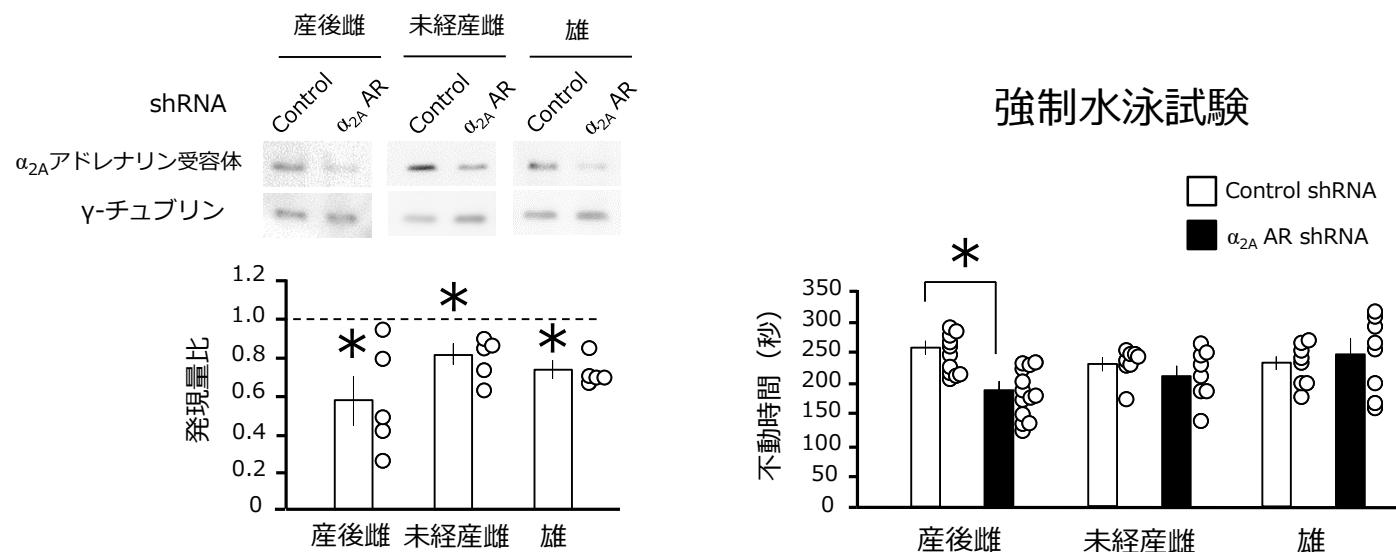 産後雌 未経産雌 雄
shRNA Control α2A AR Control α2A AR Control α2A AR
α2Aアドレナリン受容体
γ-チュブリン
発現量比
1.2
1.0
0.8
0.6
0.4
0.2
0
* * *
産後雌 未経産雌 雄
強制水泳試験
Control shRNA
α2A AR shRNA
*
不動時間（秒）
350
300
250
200
150
100
50
0
産後雌 未経産雌 雄